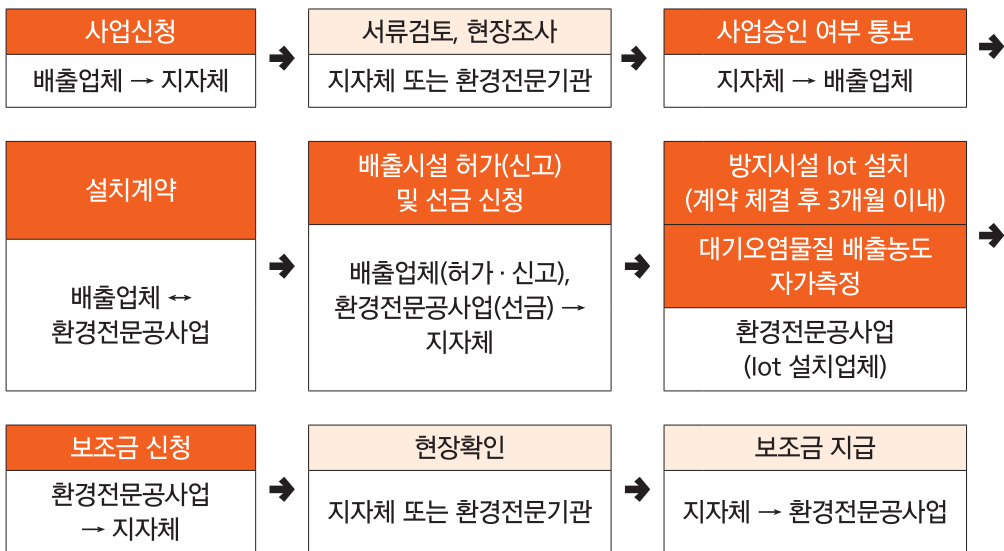 사업신청
배출업체 → 지자체
서류검토, 현장조사
지자체 또는 환경전문기관
사업승인 여부 통보
지자체 → 배출업체
설치계약
배출업체 ↔
환경전문공사업
배출시설 허가(신고)
및 선금 신청
배출업체(허가 · 신고),
환경전문공사업(선금) →
지자체
방지시설 Iot 설치
(계약 체결 후 3개월 이내)
대기오염물질 배출농도
자가측정
환경전문공사업
(Iot 설치업체)
보조금 신청
환경전문공사업
→ 지자체
현장확인
지자체 또는 환경전문기관
보조금 지급
지자체 → 환경전문공사업